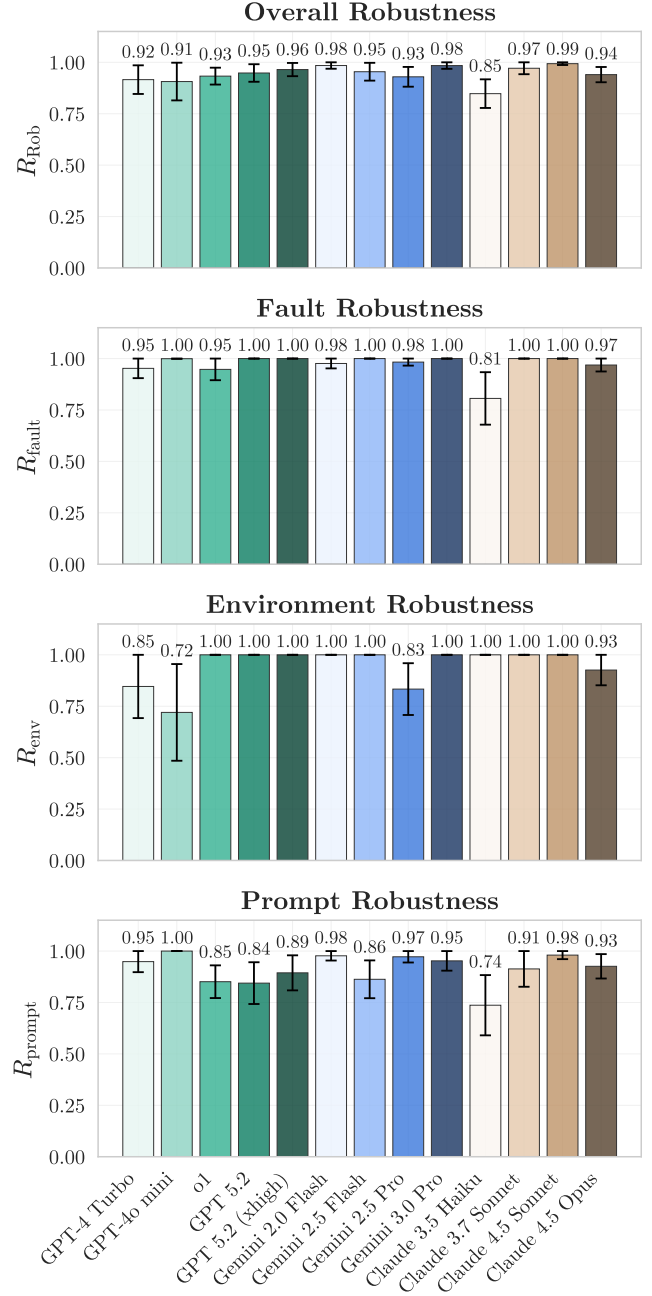 Overall Robustness
0.92 0.91 0.93 0.95 0.96 0.98 0.95 0.93 0.98 0.85 0.97 0.99 0.94
1.00
0.75
0.50
0.25
0.00
R_Rob
Fault Robustness
0.95 1.00 0.95 1.00 1.00 0.98 1.00 0.98 1.00 0.81 1.00 1.00 0.97
1.00
0.75
0.50
0.25
0.00
R_fault
Environment Robustness
0.85 0.72 1.00 1.00 1.00 1.00 1.00 0.83 1.00 1.00 1.00 1.00 0.93
1.00
0.75
0.50
0.25
0.00
R_env
Prompt Robustness
0.95 1.00 0.85 0.84 0.89 0.98 0.86 0.97 0.95 0.74 0.91 0.98 0.93
1.00
0.75
0.50
0.25
0.00
R_prompt
GPT-4 Turbo
GPT-4o mini
o1
GPT 5.2
GPT 5.2 (xhigh)
Gemini 2.0 Flash
Gemini 2.5 Flash
Gemini 2.5 Pro
Gemini 3.0 Pro
Claude 3.5 Haiku
Claude 3.7 Sonnet
Claude 4.5 Sonnet
Claude 4.5 Opus